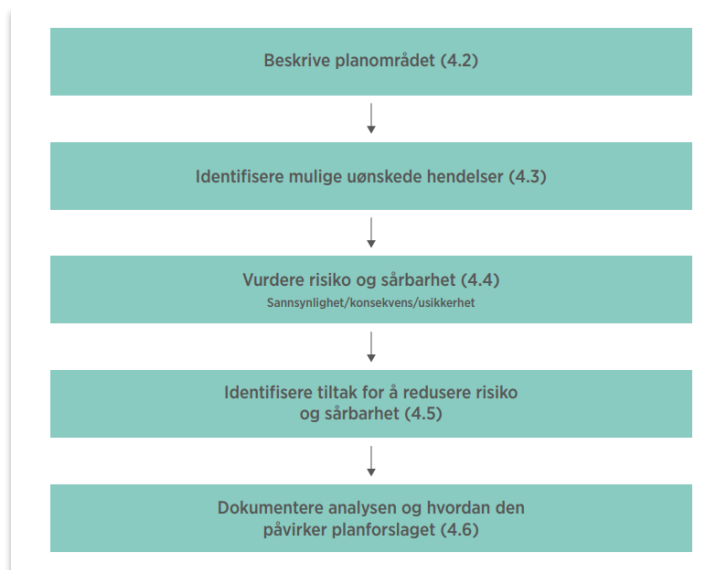 Beskrive planområdet (4.2)
Identifisere mulige uønskede hendelser (4.3)
Vurdere risiko og sårbarhet (4.4)
Sannsynlighet/konsekvens/usikkerhet
Identifisere tiltak for å redusere risiko
og sårbarhet (4.5)
Dokumentere analysen og hvordan den
påvirker planforslaget (4.6)